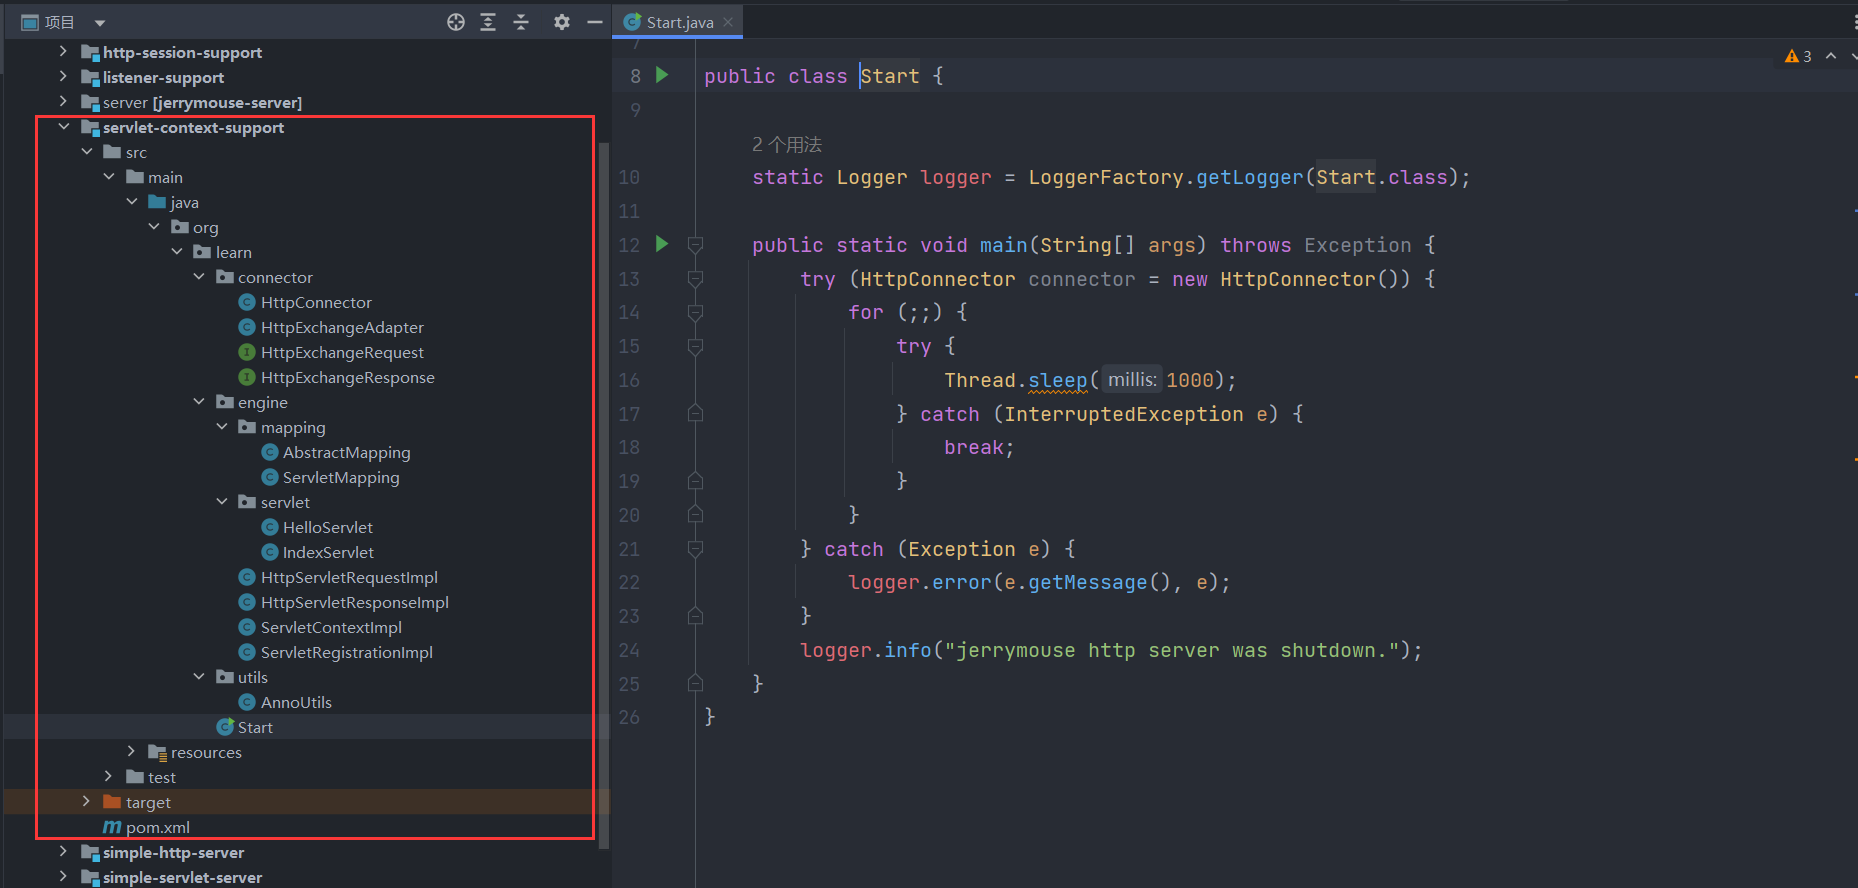 项目
http-session-support
listener-support
server [jerrymouse-server]
servlet-context-support
src
main
java
org
learn
connector
HttpConnector
HttpExchangeAdapter
HttpExchangeRequest
HttpExchangeResponse
engine
mapping
AbstractMapping
ServletMapping
servlet
HelloServlet
IndexServlet
HttpServletRequestImpl
HttpServletResponseImpl
ServletContextImpl
ServletRegistrationImpl
utils
AnnoUtils
Start
resources
test
target
pom.xml
simple-http-server
simple-servlet-server
Start.java
3
7
8 public class Start {
9
2 个用法
10 static Logger logger = LoggerFactory.getLogger(Start.class);
11
12 public static void main(String[] args) throws Exception {
13 try (HttpConnector connector = new HttpConnector()) {
14 for (;;) {
15 try {
16 Thread.sleep( millis: 1000);
17 } catch (InterruptedException e) {
18 break;
19 }
20 }
21 } catch (Exception e) {
22 logger.error(e.getMessage(), e);
23 }
24 logger.info("jerrymouse http server was shutdown.");
25 }
26 }